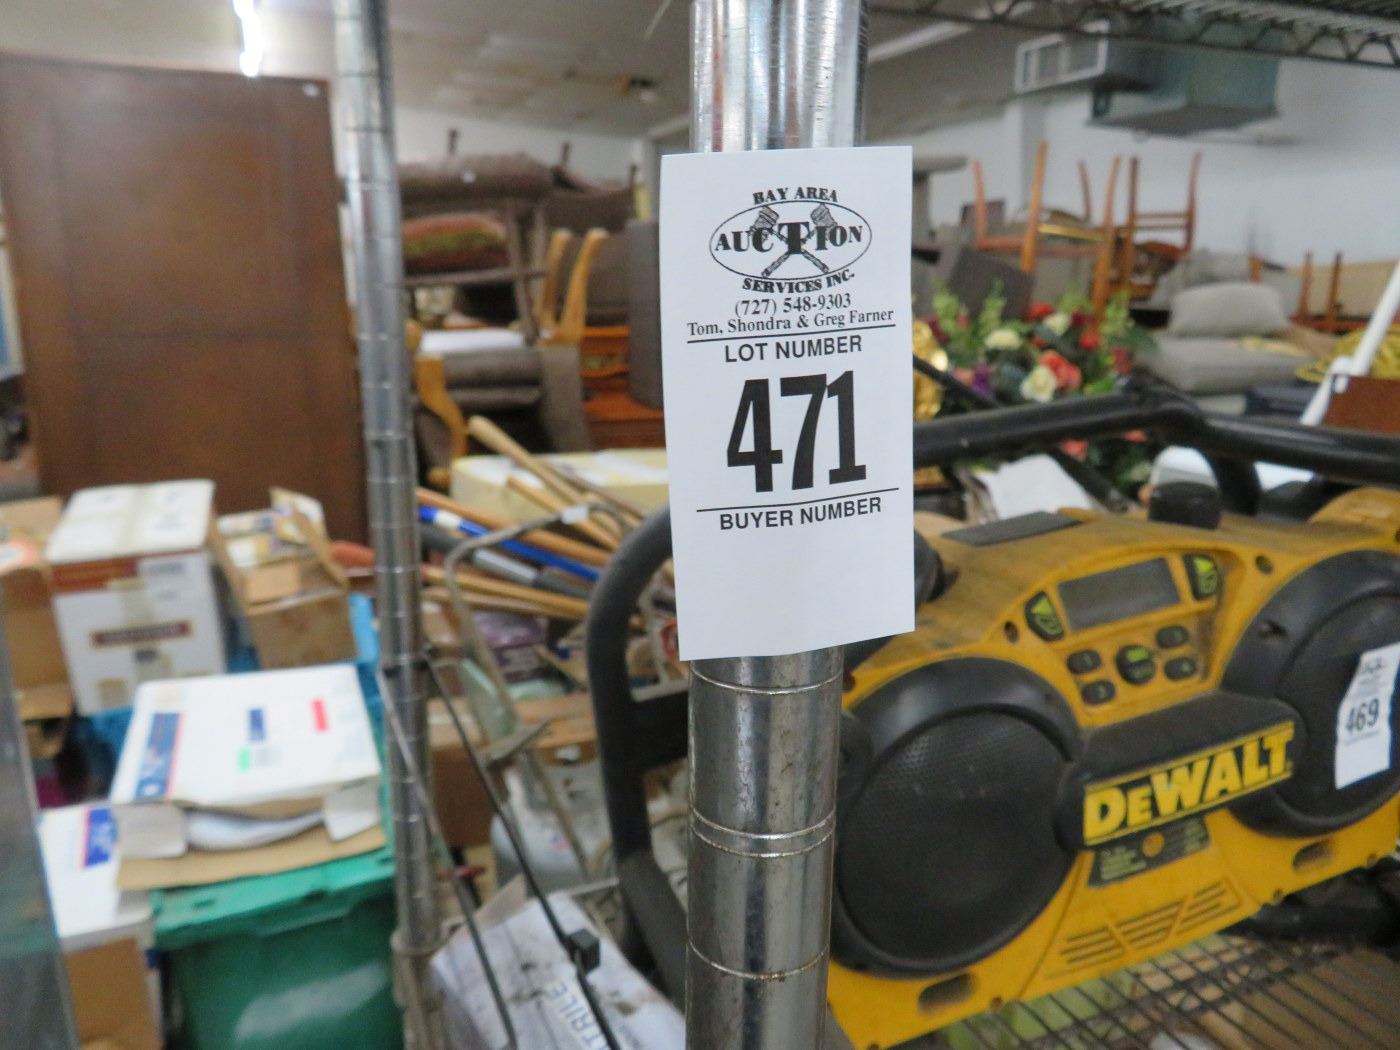 BAY AREA
AUCTION
SERVICES INC.
(727) 548-9303
Tom, Shondra & Greg Farner
LOT NUMBER
471
BUYER NUMBER
DEWALT
469